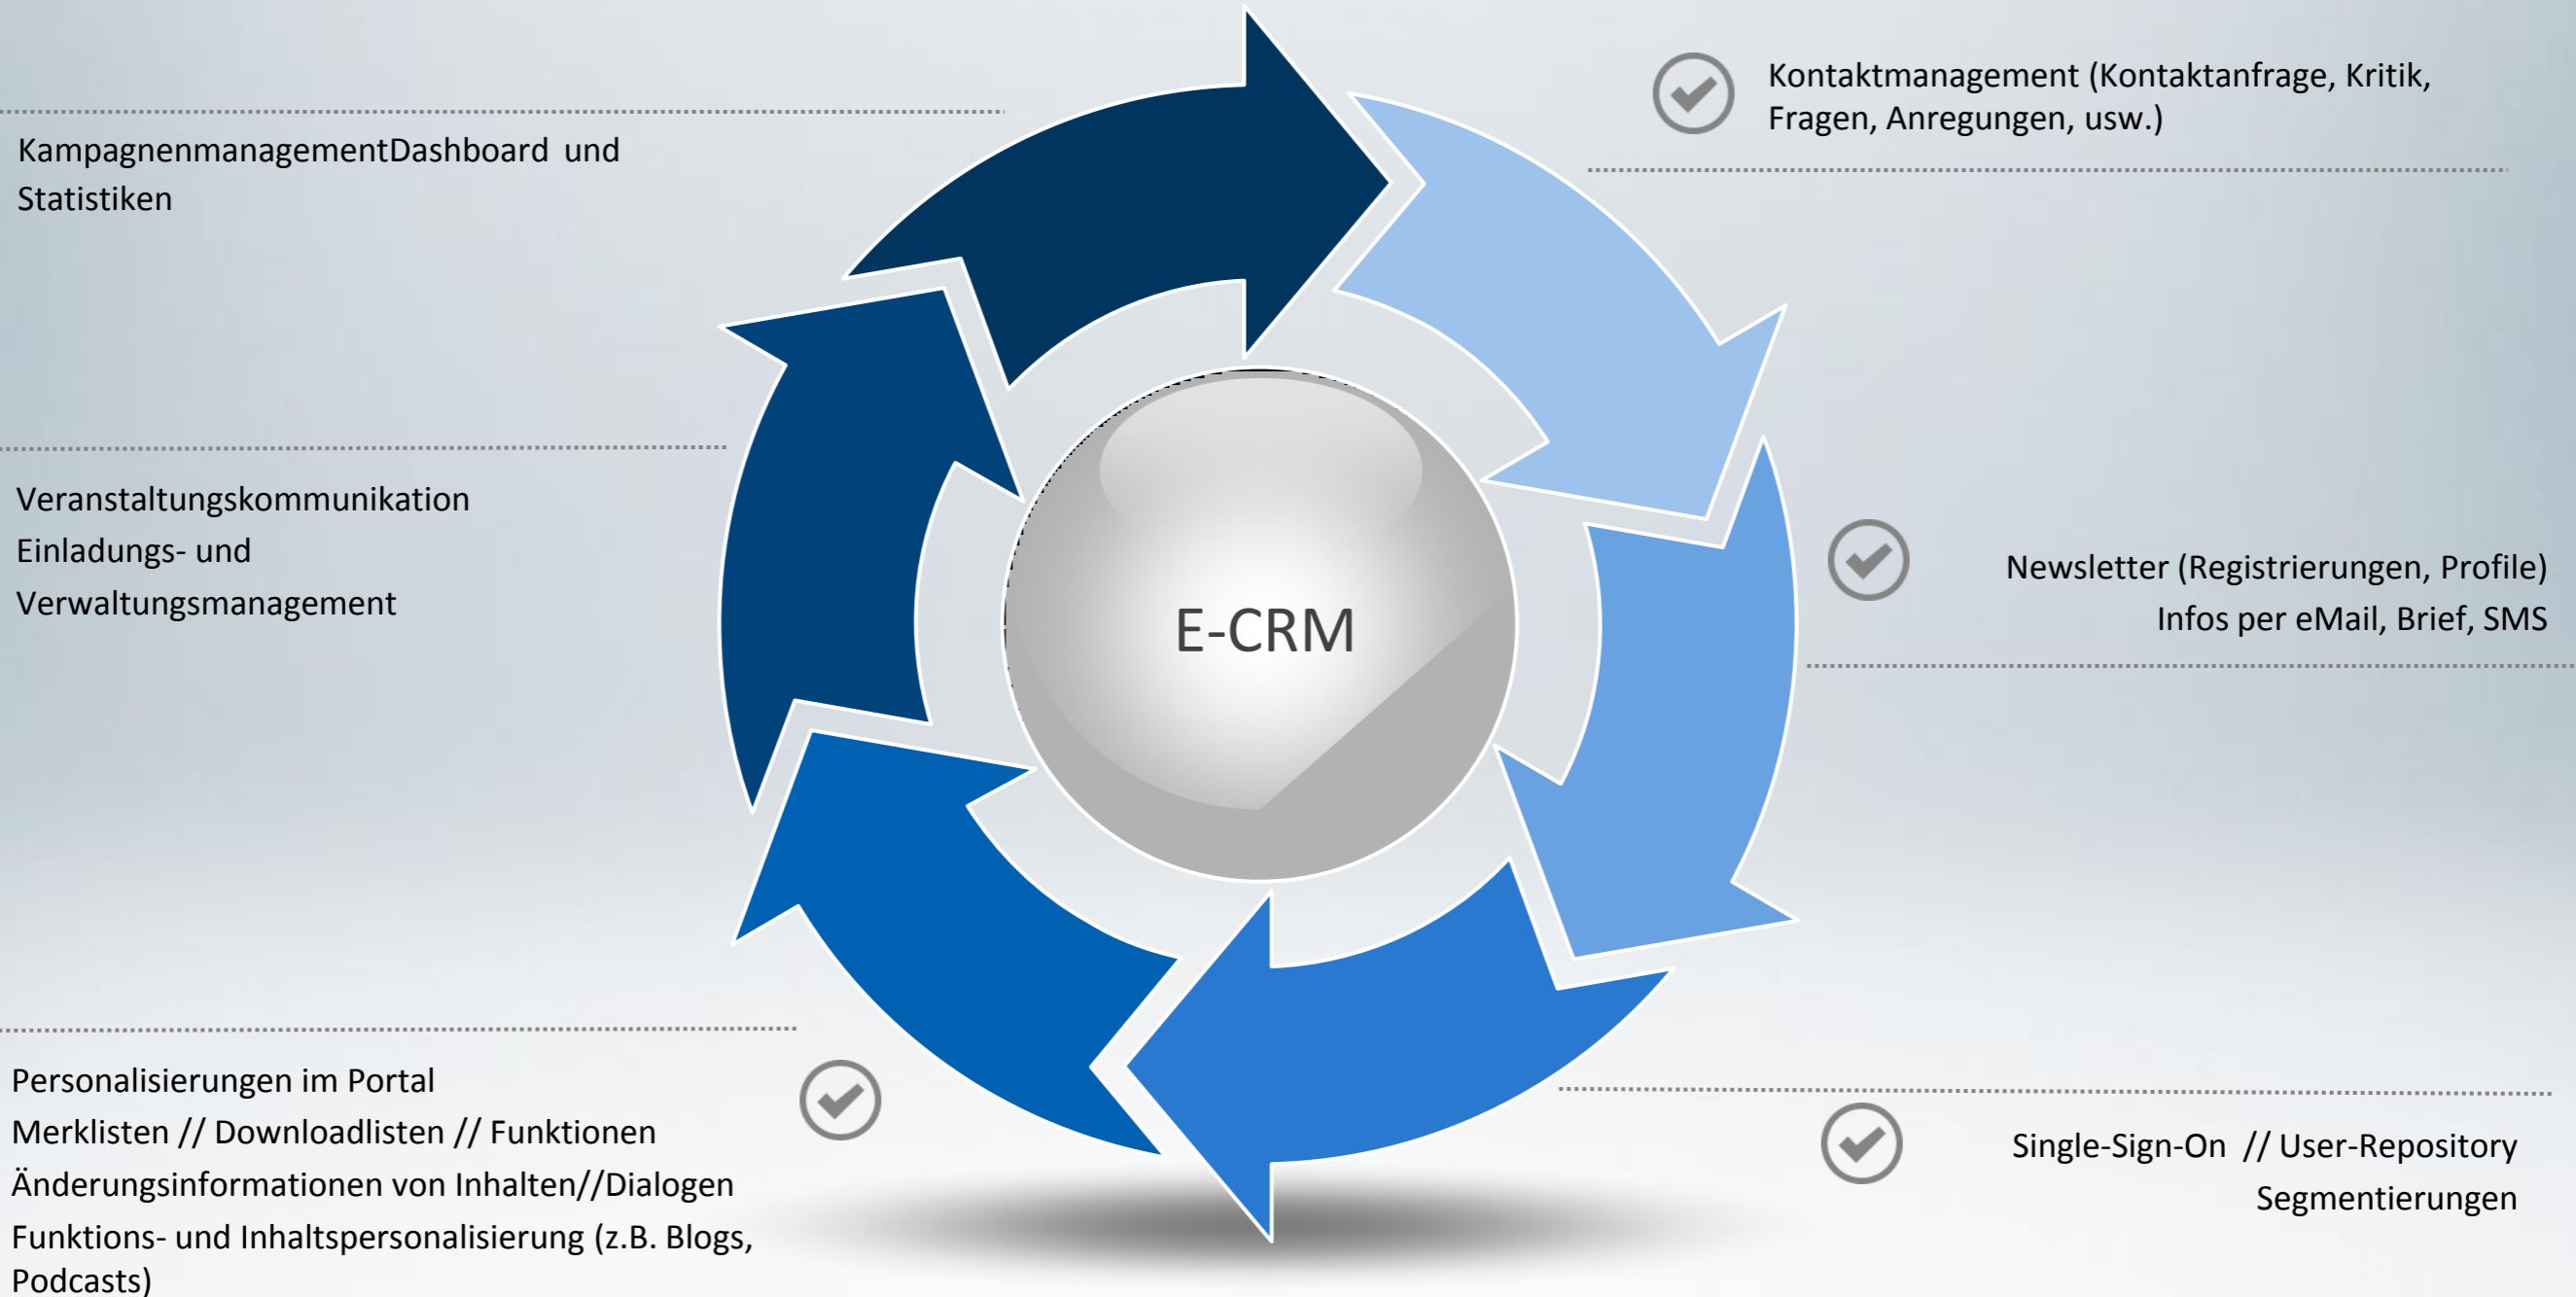 Kontaktmanagement (Kontaktanfrage, Kritik,
Fragen, Anregungen, usw.)
KampagnenmanagementDashboard und
Statistiken
Veranstaltungskommunikation
Einladungs- und
Verwaltungsmanagement
E-CRM
Newsletter (Registrierungen, Profile)
Infos per eMail, Brief, SMS
Personalisierungen im Portal
Merklisten // Downloadlisten // Funktionen
Änderungsinformationen von Inhalten//Dialogen
Funktions- und Inhaltspersonalisierung (z.B. Blogs,
Podcasts)
Single-Sign-On // User-Repository
Segmentierungen